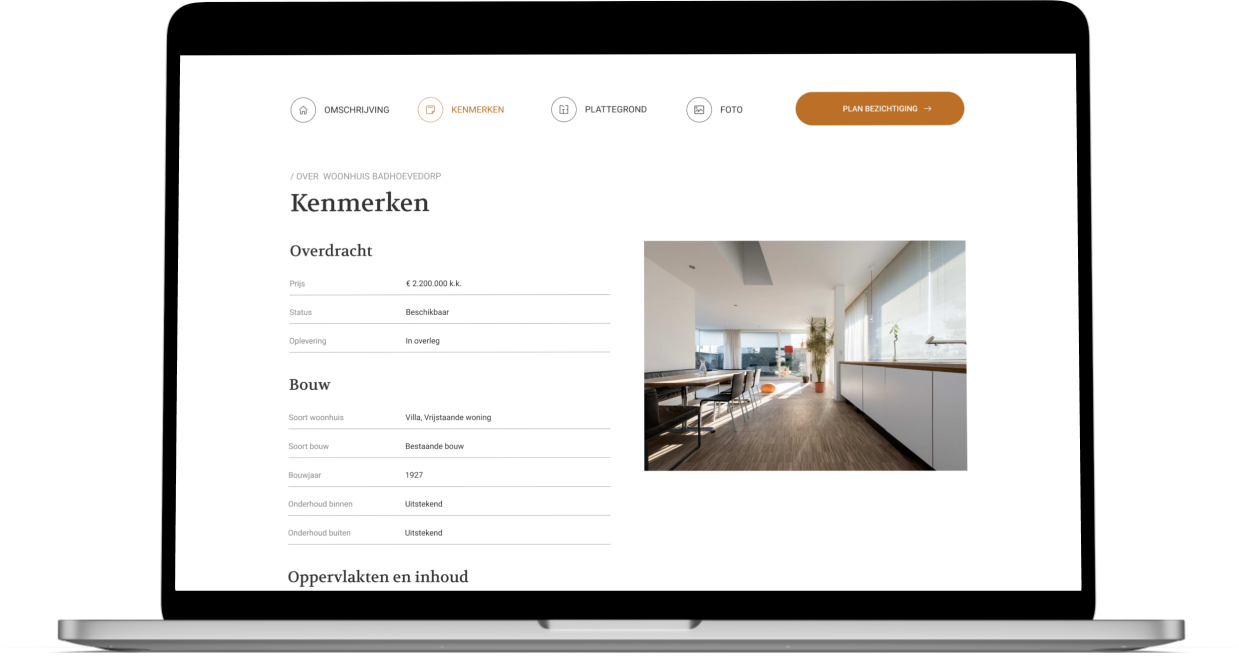 OMSCHRIJVING
KENMERKEN
PLATTEGROND
FOTO
PLAN BEZICHTIGING →
/ OVER WOONHUIS BADHOEVEDORP
Kenmerken
Overdracht
Prijs € 2.200.000 k.k.
Status Beschikbaar
Oplevering In overleg
Bouw
Soort woonhuis Villa, Vrijstaande woning
Soort bouw Bestaande bouw
Bouwjaar 1927
Onderhoud binnen Uitstekend
Onderhoud buiten Uitstekend
Oppervlakten en inhoud